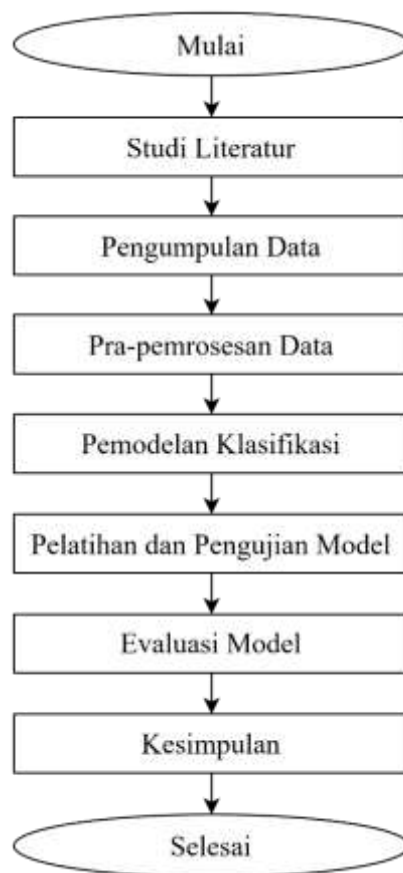 Mulai
Studi Literatur
Pengumpulan Data
Pra-pemrosesan Data
Pemodelan Klasifikasi
Pelatihan dan Pengujian Model
Evaluasi Model
Kesimpulan
Selesai